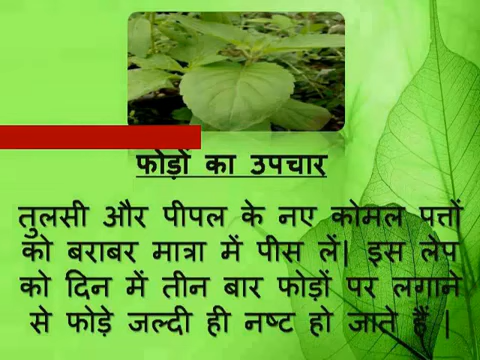 फोड़ों का उपचार
तुलसी और पीपल के नए कोमल पत्तों
को बराबर मात्रा में पीस लें| इस लेप
को दिन में तीन बार फोड़ों पर लगाने
से फोड़े जल्दी ही नष्ट हो जाते हैं |